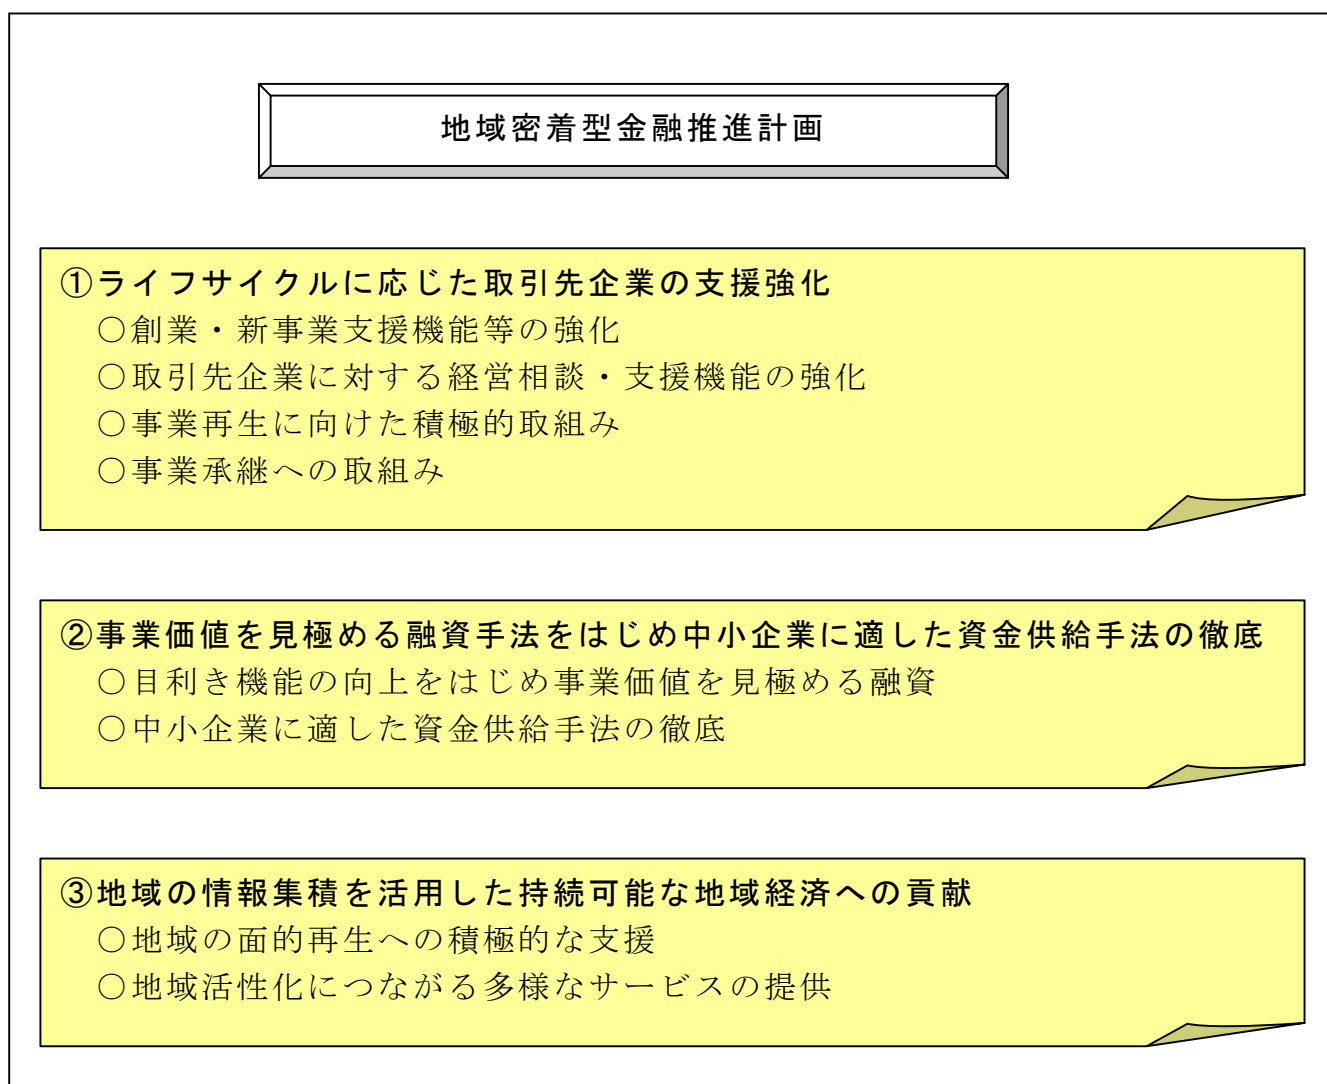 地域密着型金融推進計画
①ライフサイクルに応じた取引先企業の支援強化
○創業・新事業支援機能等の強化
○取引先企業に対する経営相談・支援機能の強化
○事業再生に向けた積極的取組み
○事業承継への取組み
②事業価値を見極める融資手法をはじめ中小企業に適した資金供給手法の徹底
○目利き機能の向上をはじめ事業価値を見極める融資
○中小企業に適した資金供給手法の徹底
③地域の情報集積を活用した持続可能な地域経済への貢献
○地域の面的再生への積極的な支援
○地域活性化につながる多様なサービスの提供